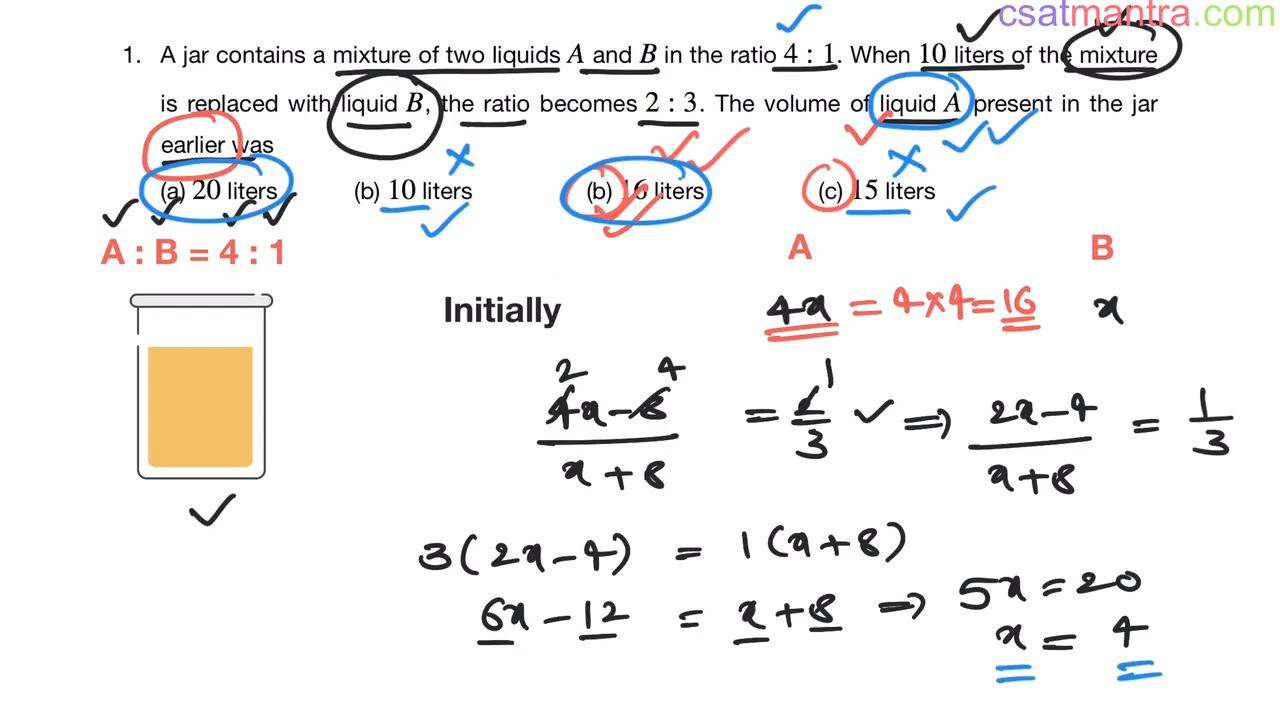 csatmantra.com
1. A jar contains a mixture of two liquids A and B in the ratio 4 : 1. When 10 liters of the mixture
is replaced with liquid B, the ratio becomes 2 : 3. The volume of liquid A present in the jar
earlier was
(a) 20 liters (b) 10 liters (b) 16 liters (c) 15 liters
A : B = 4 : 1
A B
Initially 4x = 4×4 = 16 x
2 4 1
4x - 8 / x + 8 = 2/3 ⇒ 2x - 4 / x + 8 = 1/3
3(2x - 4) = 1(x + 8)
6x - 12 = x + 8 ⇒ 5x = 20
x = 4